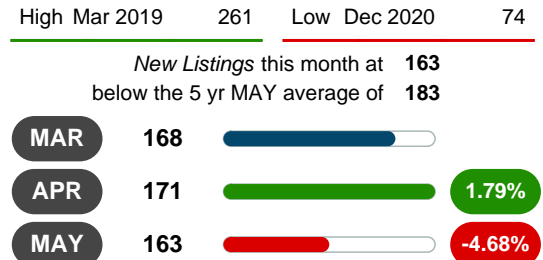 High Mar 2019 261 Low Dec 2020 74
New Listings this month at 163
below the 5 yr MAY average of 183
MAR 168
APR 171 1.79%
MAY 163 -4.68%